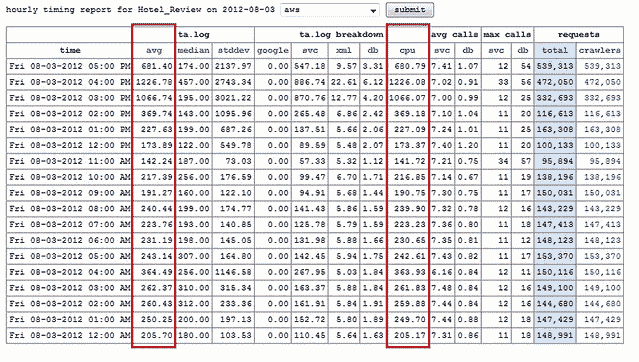 hourly timing report for Hotel_Review on 2012-08-03 aws submit
ta.log ta.log breakdown avg calls max calls requests
time avg median stddev google svc xml db cpu svc db svc db total crawlers
Fri 08-03-2012 05:00 PM 681.40 174.00 2137.97 0.00 547.18 9.57 3.31 680.79 7.41 1.07 12 54 539,313 539,313
Fri 08-03-2012 04:00 PM 1226.78 457.00 2743.34 0.00 886.74 22.61 6.12 1226.08 7.02 0.91 33 56 472,050 472,050
Fri 08-03-2012 03:00 PM 1066.74 195.00 3021.22 0.00 870.76 12.77 4.20 1066.07 7.00 0.99 12 25 332,693 332,693
Fri 08-03-2012 02:00 PM 369.74 143.00 1095.96 0.00 265.48 6.86 2.42 369.18 7.10 1.04 11 20 116,613 116,613
Fri 08-03-2012 01:00 PM 227.63 199.00 687.26 0.00 137.51 5.66 2.06 227.09 7.24 1.01 11 25 163,308 163,308
Fri 08-03-2012 12:00 PM 173.89 122.00 549.78 0.00 89.59 5.48 2.07 173.37 7.40 1.20 11 25 100,133 100,133
Fri 08-03-2012 11:00 AM 142.24 187.00 73.03 0.00 57.33 5.32 1.12 141.72 7.21 0.75 34 57 95,894 95,894
Fri 08-03-2012 10:00 AM 217.39 256.00 176.59 0.00 99.47 6.70 1.71 216.85 7.14 0.67 11 19 138,196 138,196
Fri 08-03-2012 09:00 AM 191.27 160.00 122.10 0.00 94.91 5.68 1.44 190.75 7.30 0.75 11 17 150,031 150,031
Fri 08-03-2012 08:00 AM 240.44 199.00 174.77 0.00 141.43 5.86 1.59 239.90 7.32 0.78 12 16 143,229 143,229
Fri 08-03-2012 07:00 AM 223.76 193.00 140.85 0.00 125.78 5.79 1.59 223.23 7.36 0.80 11 18 147,413 147,413
Fri 08-03-2012 06:00 AM 231.19 198.00 145.05 0.00 131.98 5.88 1.66 230.65 7.35 0.81 11 12 148,123 148,123
Fri 08-03-2012 05:00 AM 243.14 307.00 164.80 0.00 142.45 5.94 1.75 242.61 7.43 0.82 11 17 153,370 153,370
Fri 08-03-2012 04:00 AM 364.49 256.00 1146.58 0.00 267.95 5.03 1.84 363.93 6.16 0.84 12 11 150,116 150,116
Fri 08-03-2012 03:00 AM 262.37 310.00 315.34 0.00 163.37 5.88 1.84 261.83 7.48 0.84 12 16 149,100 149,100
Fri 08-03-2012 02:00 AM 260.43 312.00 233.36 0.00 161.91 5.84 1.91 259.88 7.44 0.84 12 16 144,680 144,680
Fri 08-03-2012 01:00 AM 250.25 200.00 197.13 0.00 152.72 5.80 1.89 249.70 7.44 0.88 12 17 147,429 147,429
Fri 08-03-2012 12:00 AM 205.70 180.00 103.53 0.00 110.45 5.64 1.63 205.17 7.31 0.86 11 18 148,991 148,991